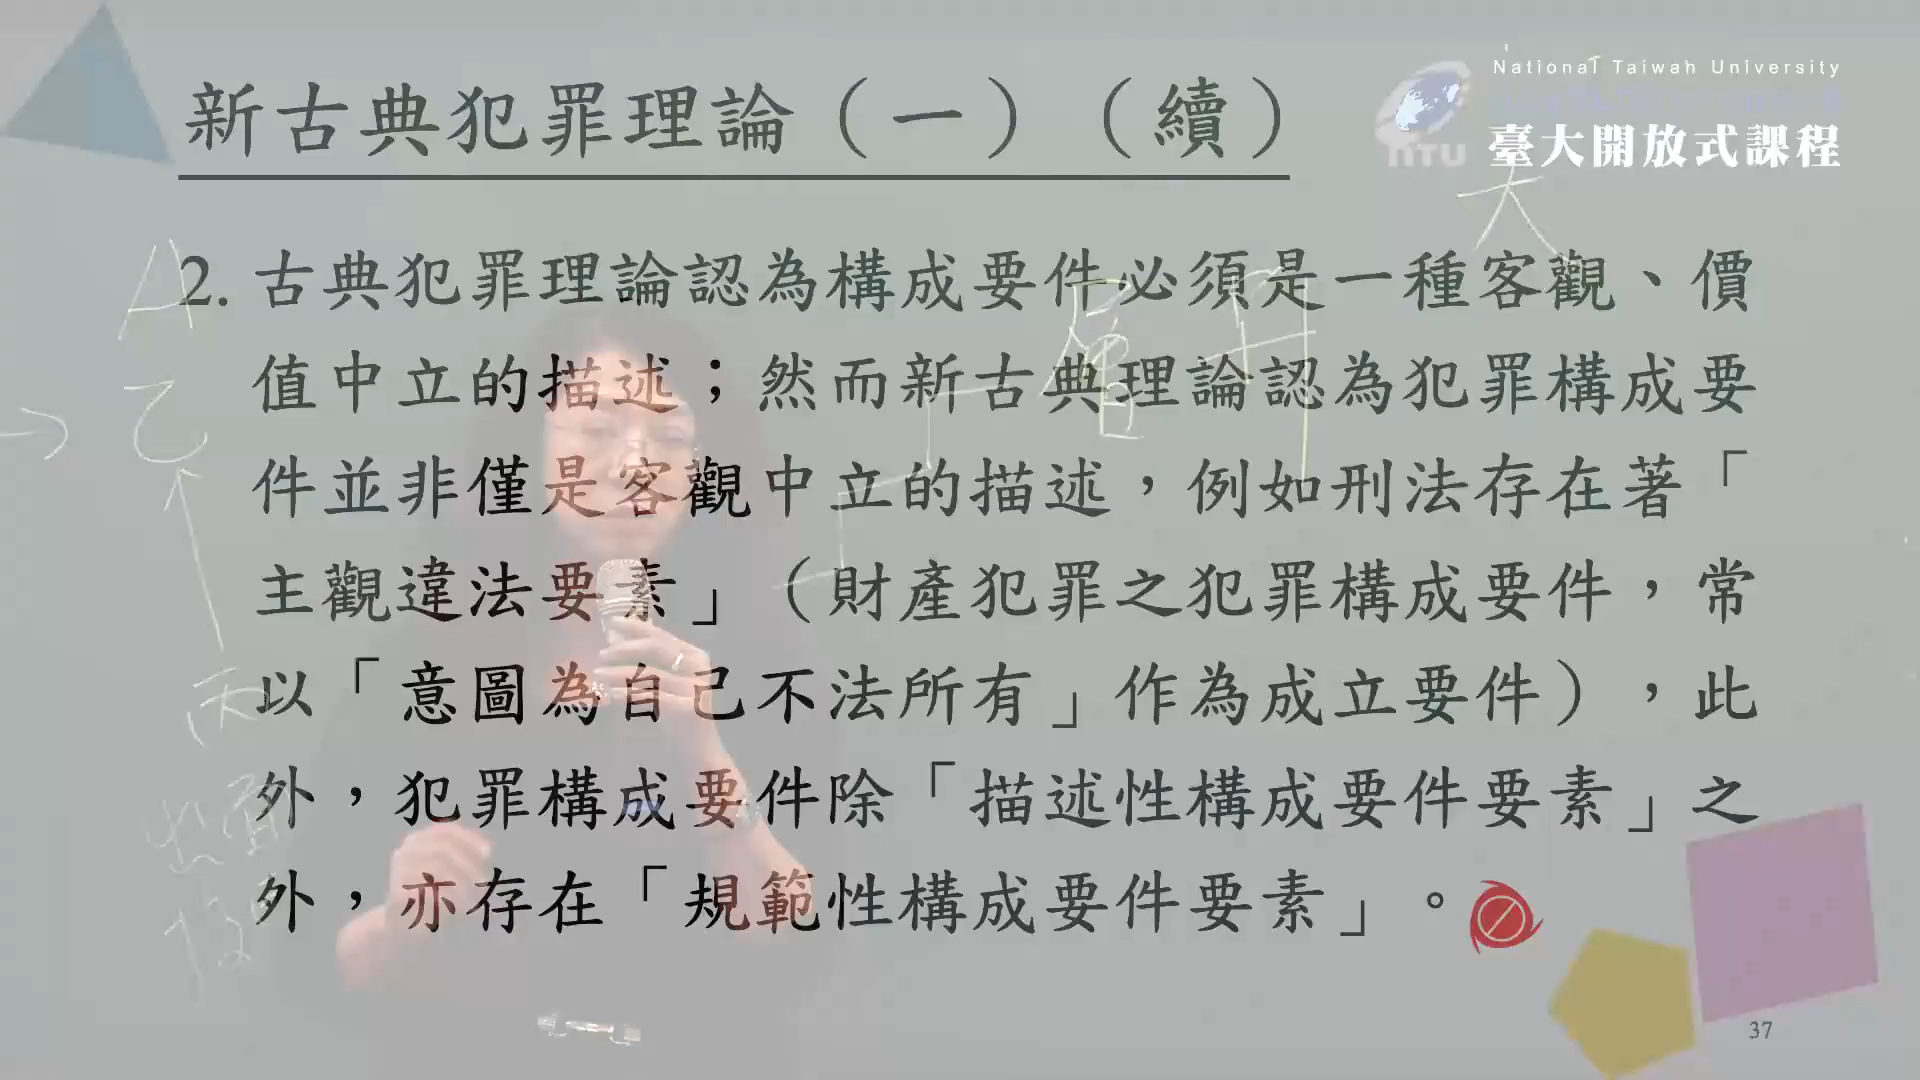 新古典犯罪理論（一）（續）
National Taiwan University
臺大開放式課程
NTU
大
A
2. 古典犯罪理論認為構成要件必須是一種客觀、價
值中立的描述；然而新古典理論認為犯罪構成要
乙
件並非僅是客觀中立的描述，例如刑法存在著「
主觀違法要素」（財產犯罪之犯罪構成要件，常
以「意圖為自己不法所有」作為成立要件），此
外，犯罪構成要件除「描述性構成要件要素」之
外，亦存在「規範性構成要件要素」。
37